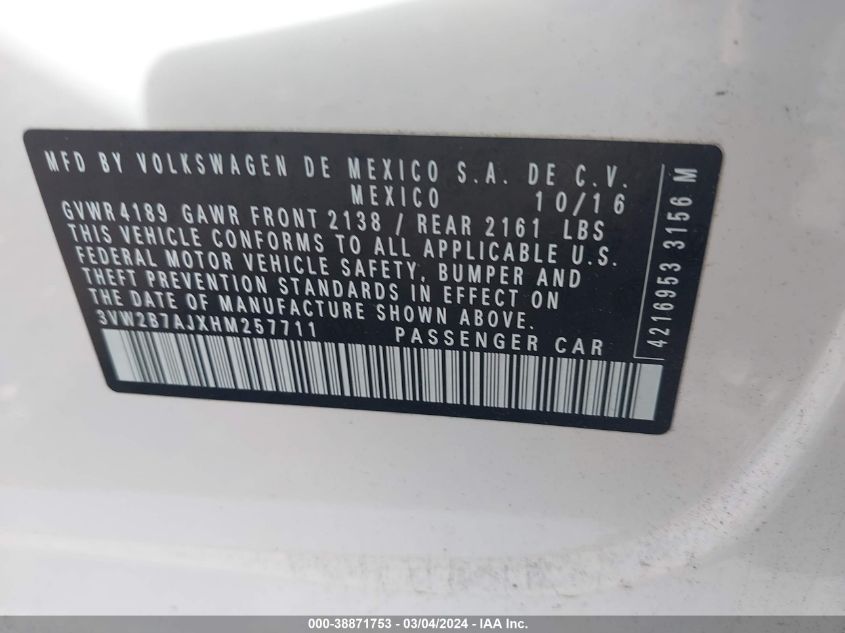 MFD BY VOLKSWAGEN DE MEXICO S.A. DE C.V.
MEXICO 10/16
GVWR4189 GAWR FRONT 2138 / REAR 2161 LBS
THIS VEHICLE CONFORMS TO ALL APPLICABLE U.S.
FEDERAL MOTOR VEHICLE SAFETY, BUMPER AND
THEFT PREVENTION STANDARDS IN EFFECT ON
THE DATE OF MANUFACTURE SHOWN ABOVE.
3VW2B7AJXHM257711 PASSENGER CAR
4216953 3156 M
000-38871753 - 03/04/2024 - IAA Inc.